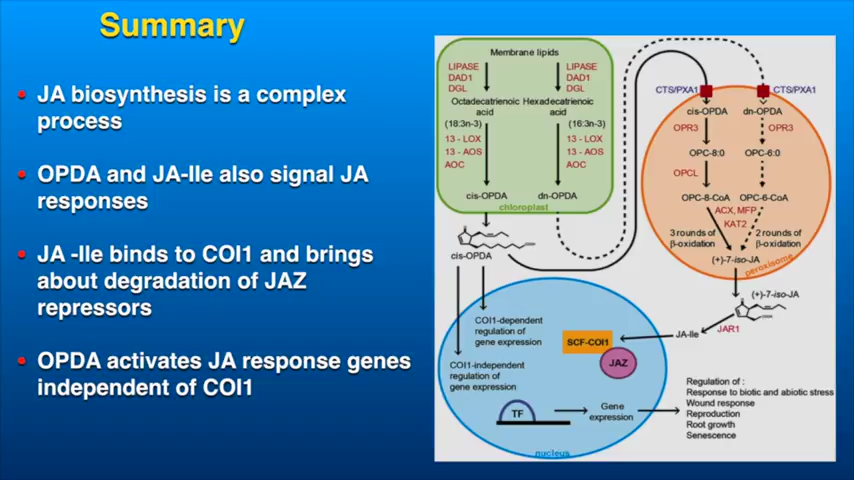 Summary
• JA biosynthesis is a complex
process
• OPDA and JA-Ile also signal JA
responses
• JA -Ile binds to COI1 and brings
about degradation of JAZ
repressors
• OPDA activates JA response genes
independent of COI1
Membrane lipids
LIPASE
DAD1
DGL
LIPASE
DAD1
DGL
Octadecatrienoic
acid
Hexadecatrienoic
acid
(18:3n-3)
(16:3n-3)
13 - LOX
13 - AOS
AOC
13 - LOX
13 - AOS
AOC
cis-OPDA
dn-OPDA
chloroplast
cis-OPDA
CTS/PXA1
CTS/PXA1
cis-OPDA
dn-OPDA
OPR3
OPR3
OPC-8:0
OPC-6:0
OPCL
OPC-8-CoA
OPC-6-CoA
ACX, MFP
KAT2
3 rounds of
β-oxidation
2 rounds of
β-oxidation
(+)-7-iso-JA
peroxisome
(+)-7-iso-JA
JAR1
JA-Ile
COI1-dependent
regulation of
gene expression
SCF-COI1
JAZ
COI1-independent
regulation of
gene expression
TF
Gene
expression
nucleus
Regulation of :
Response to biotic and abiotic stress
Wound response
Reproduction
Root growth
Senescence